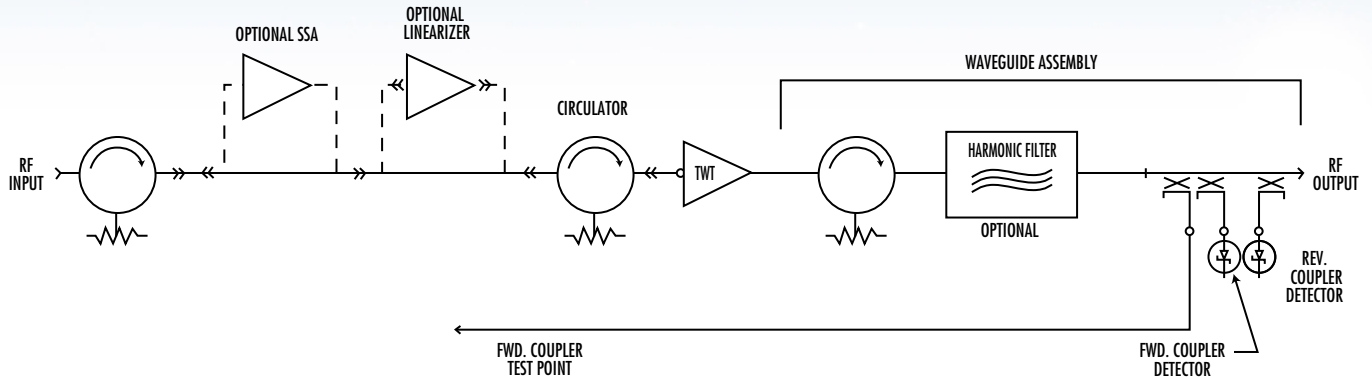 OPTIONAL SSA
OPTIONAL
LINEARIZER
CIRCULATOR
WAVEGUIDE ASSEMBLY
RF
INPUT
TWT
HARMONIC FILTER
OPTIONAL
RF
OUTPUT
REV.
COUPLER
DETECTOR
FWD. COUPLER
TEST POINT
FWD. COUPLER
DETECTOR